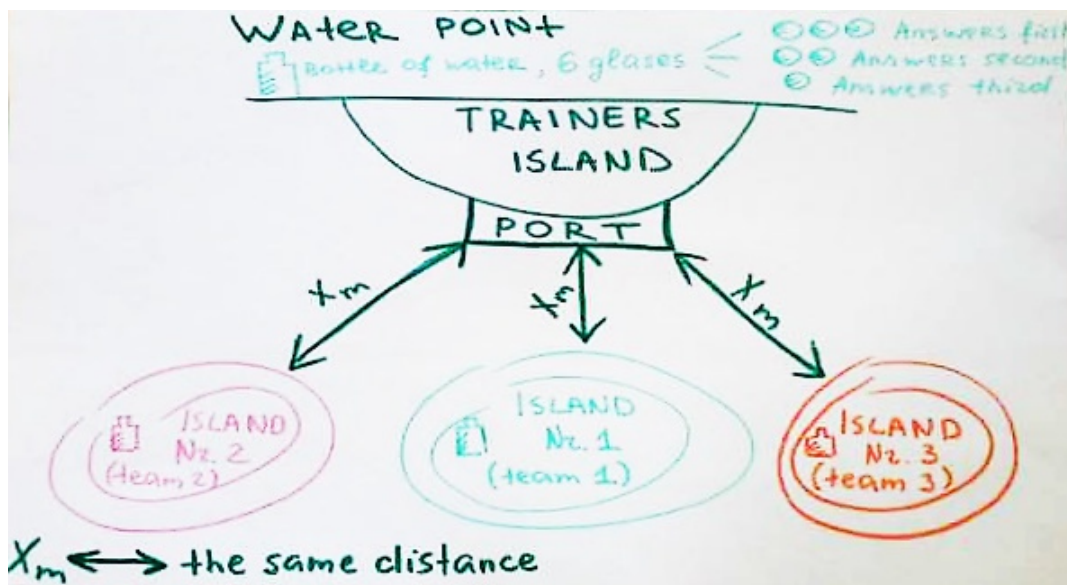 WATER POINT
Bottle of water, 6 glases
Answers first
Answers second
Answers third
TRAINERS
ISLAND
PORT
Xm
Xm
Xm
ISLAND
Nr. 2
(team 2)
ISLAND
Nr. 1
(team 1.)
ISLAND
Nr. 3
(team 3)
Xm ⟷ the same distance